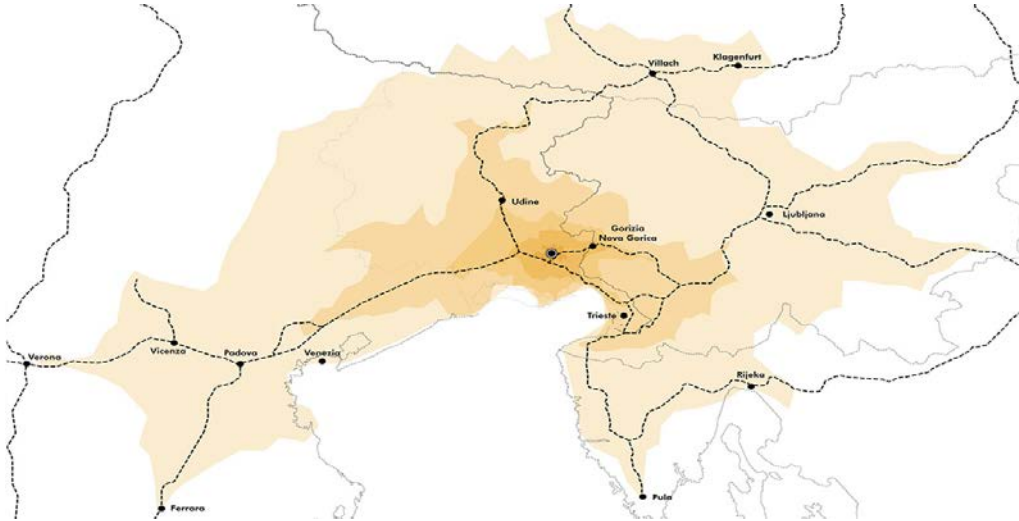 Klagenfurt
Villach
Udine
Ljubljana
Gorizia
Nova Gorica
Trieste
Verona
Vicenza
Padova
Venezia
Rijeka
Pula
Ferrara